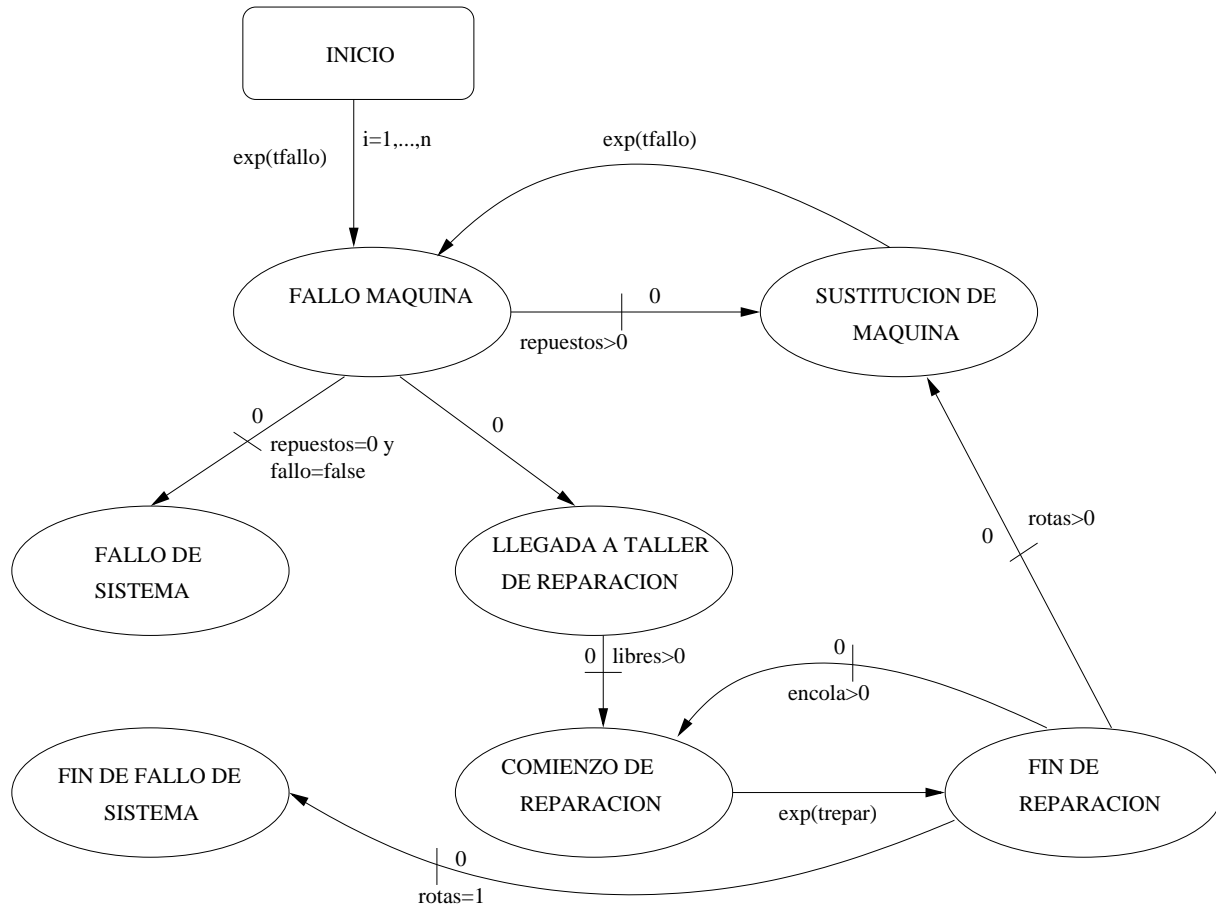 INICIO
i=1,...,n
exp(tfallo)
exp(tfallo)
FALLO MAQUINA
0
repuestos>0
SUSTITUCION DE
MAQUINA
0
repuestos=0 y
fallo=false
0
FALLO DE
SISTEMA
LLEGADA A TALLER
DE REPARACION
rotas>0
0
0
libres>0
0
encola>0
FIN DE FALLO DE
SISTEMA
COMIENZO DE
REPARACION
exp(trepar)
FIN DE
REPARACION
0
rotas=1